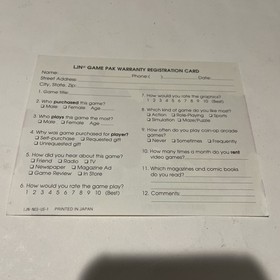 LJN® GAME PAK WARRANTY REGISTRATION CARD
Name
Phone ( )
Date
Street Address
City, State, Zip
1. Game title:
2. Who purchased this game?
Male Female Age
3. Who plays the game the most?
Male Female Age
4. Why was game purchased for player?
Self-purchase Requested gift
Unrequested gift
5. How did you hear about this game?
Friend Radio TV
Newspaper Magazine Ad
Game Review In Store
6. How would you rate the game play?
1 2 3 4 5 6 7 8 9 10 (Best)
7. How would you rate the graphics?
1 2 3 4 5 6 7 8 9 10 (Best)
8. Which kind of game do you like most?
Action Role Playing Sports
Simulation Maze/Puzzle
9. How often do you play coin-op arcade games?
Never Sometimes Frequently
10. How many times a month do you rent video games?
11. Which magazines and comic books do you read?
12. Comments:
PRINTED IN JAPAN